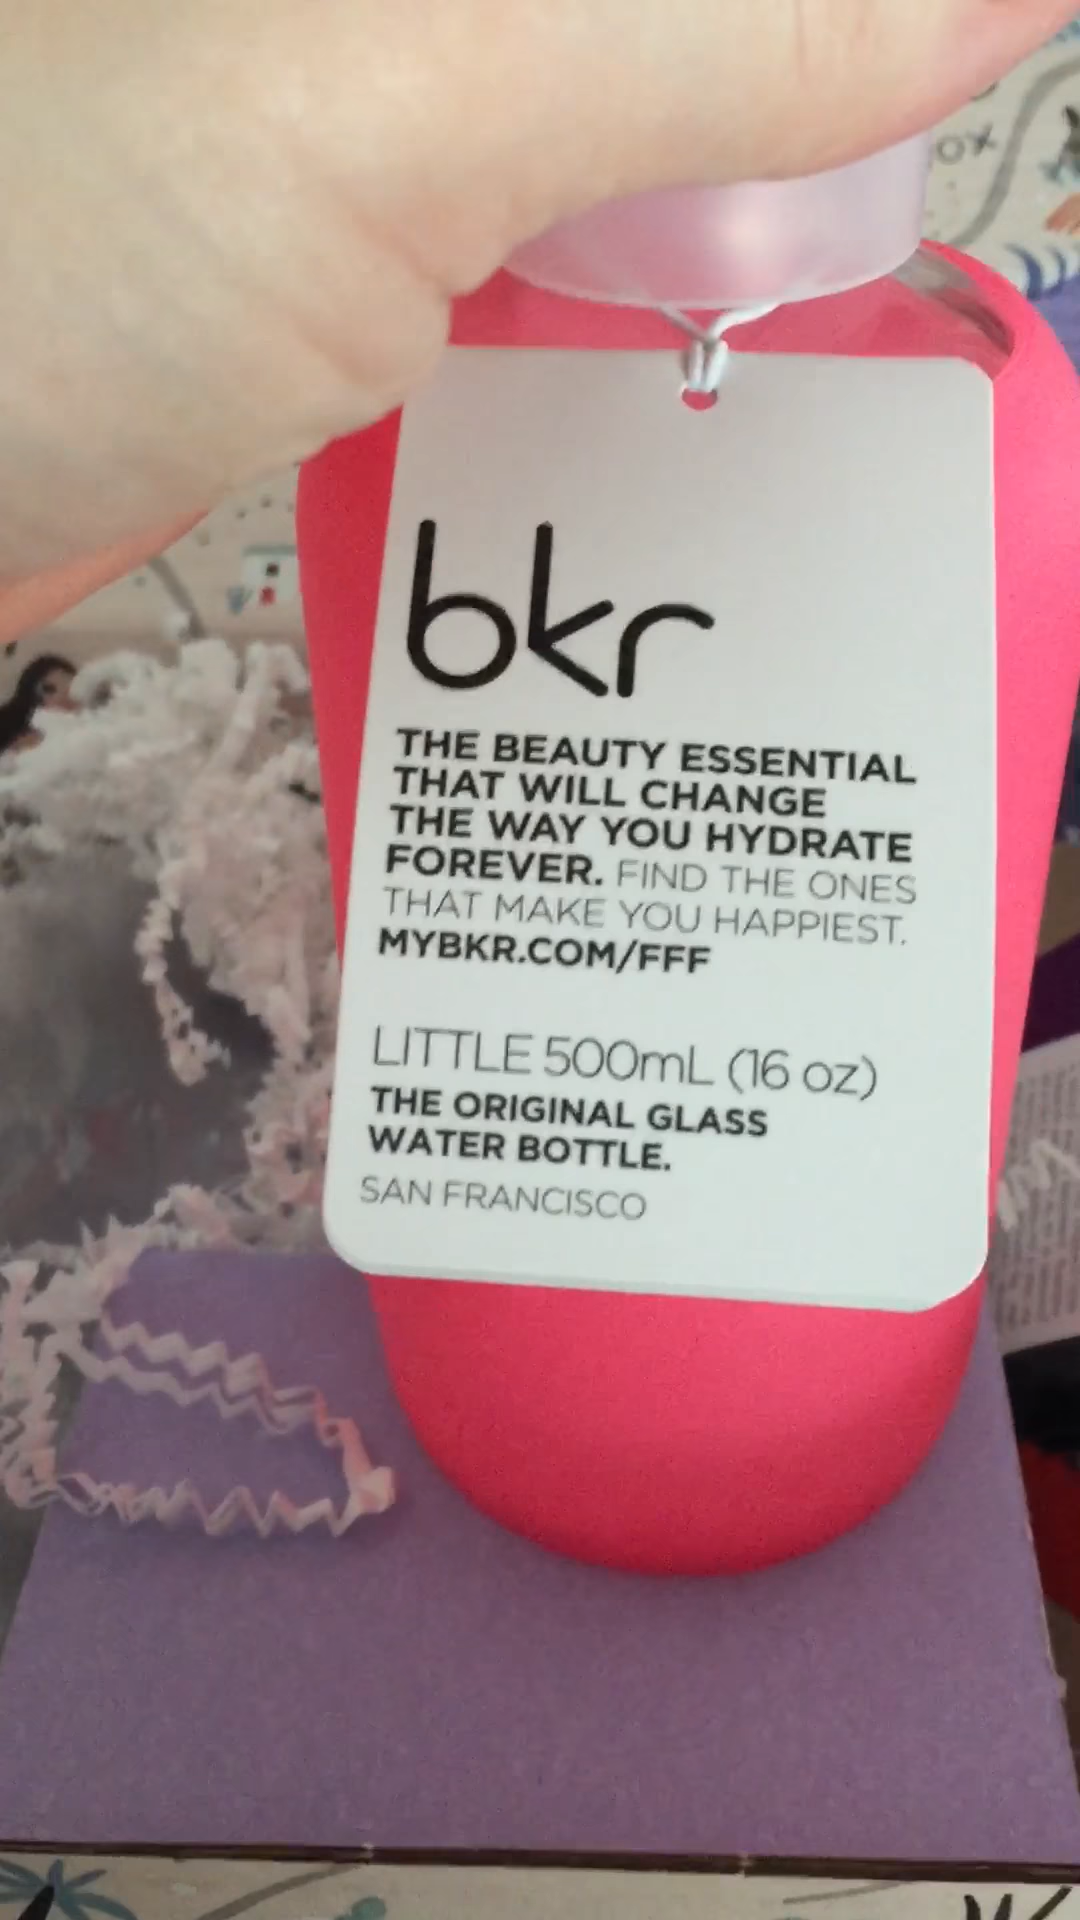 ox
bkr
THE BEAUTY ESSENTIAL
THAT WILL CHANGE
THE WAY YOU HYDRATE
FOREVER. FIND THE ONES
THAT MAKE YOU HAPPIEST.
MYBKR.COM/FFF
LITTLE 500mL (16 oz)
THE ORIGINAL GLASS
WATER BOTTLE.
SAN FRANCISCO